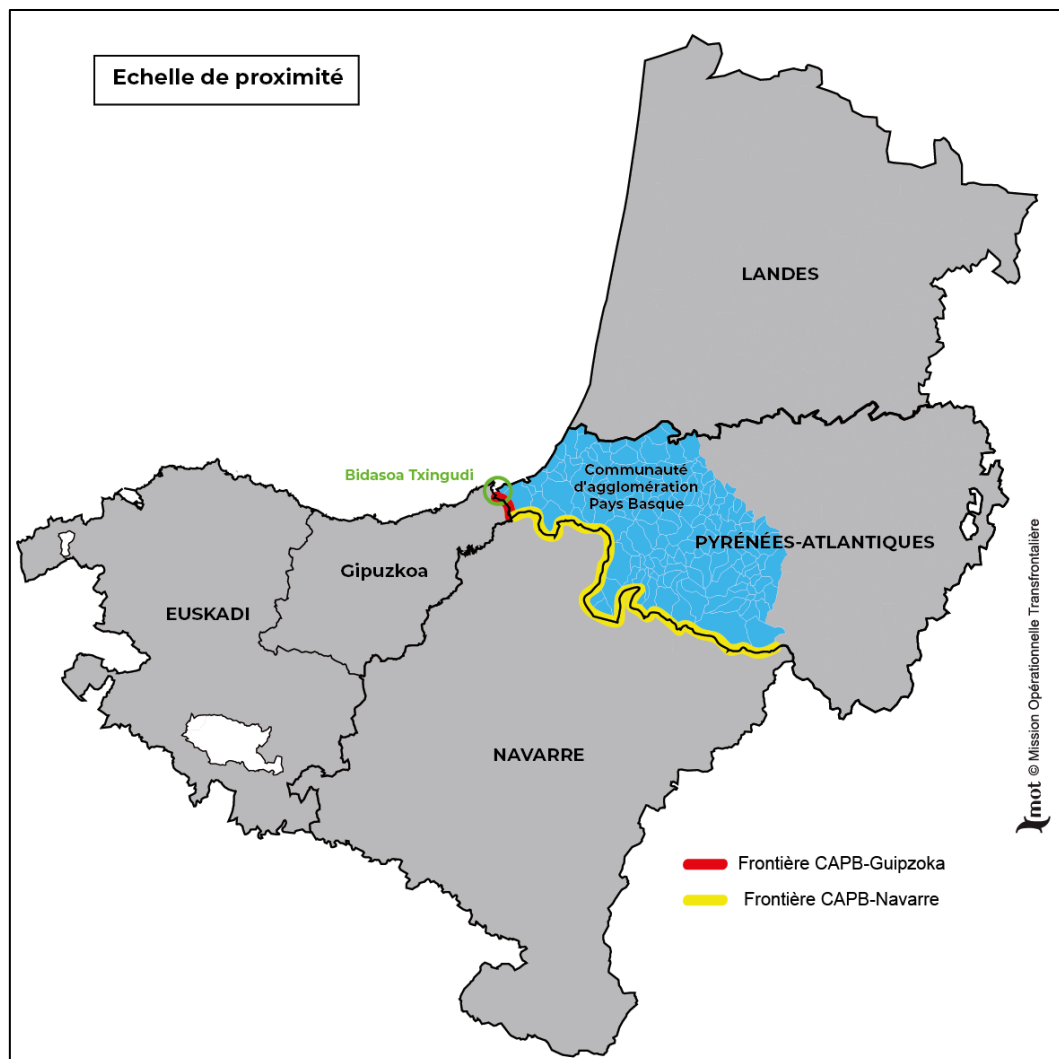 Echelle de proximité
LANDES
Bidasoa Txingudi
Communauté
d'agglomération
Pays Basque
PYRÉNÉES-ATLANTIQUES
Gipuzkoa
EUSKADI
NAVARRE
Frontière CAPB-Guipzoka
Frontière CAPB-Navarre
mot © Mission Opérationnelle Transfrontalière